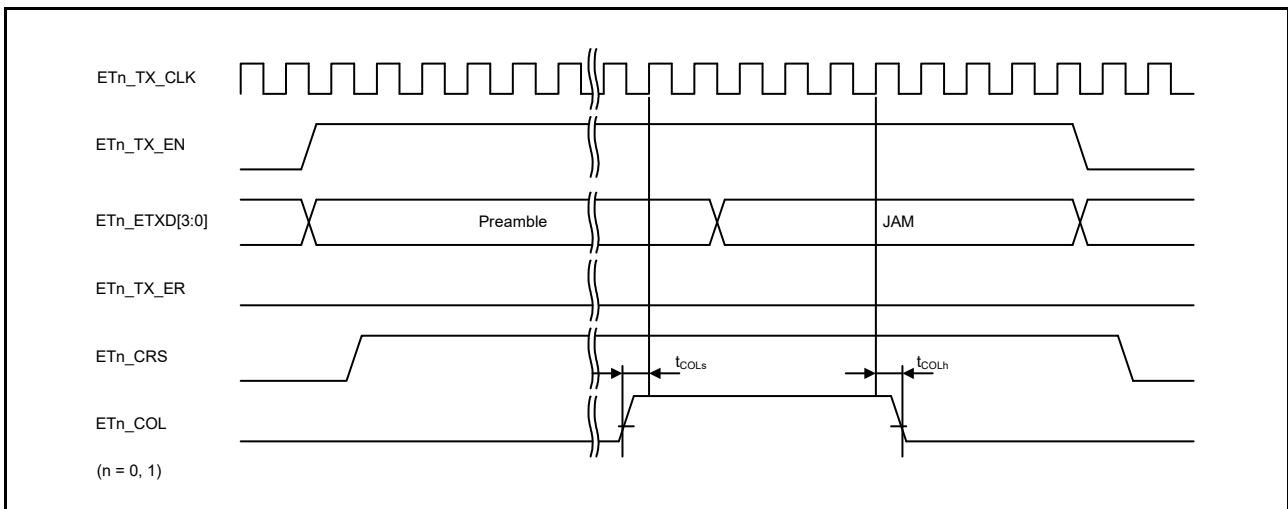 ETn_TX_CLK
ETn_TX_EN
ETn_ETXD[3:0]
Preamble
JAM
ETn_TX_ER
ETn_CRS
tCOLs
tCOLh
ETn_COL
(n = 0, 1)